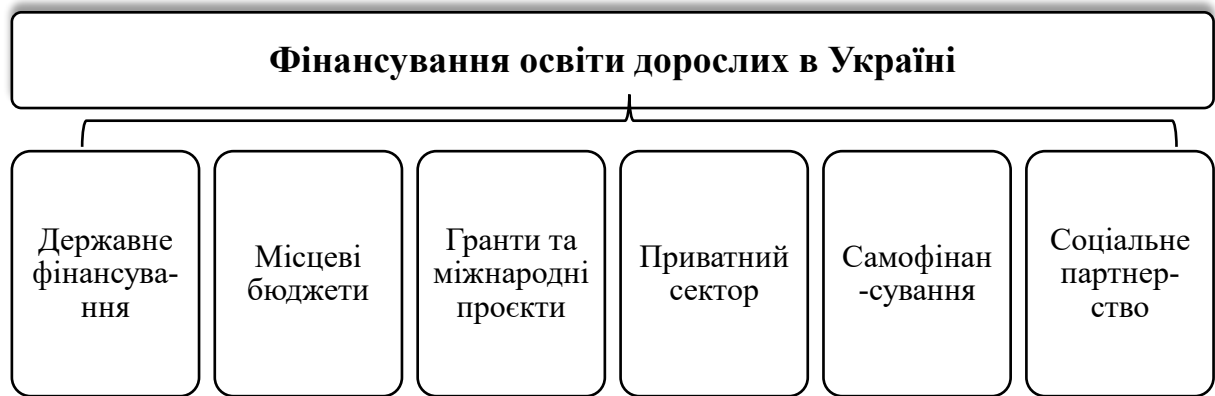 Фінансування освіти дорослих в Україні
Державне
фінансува-
ння
Місцеві
бюджети
Гранти та
міжнародні
проєкти
Приватний
сектор
Самофінан
-сування
Соціальне
партнер-
ство